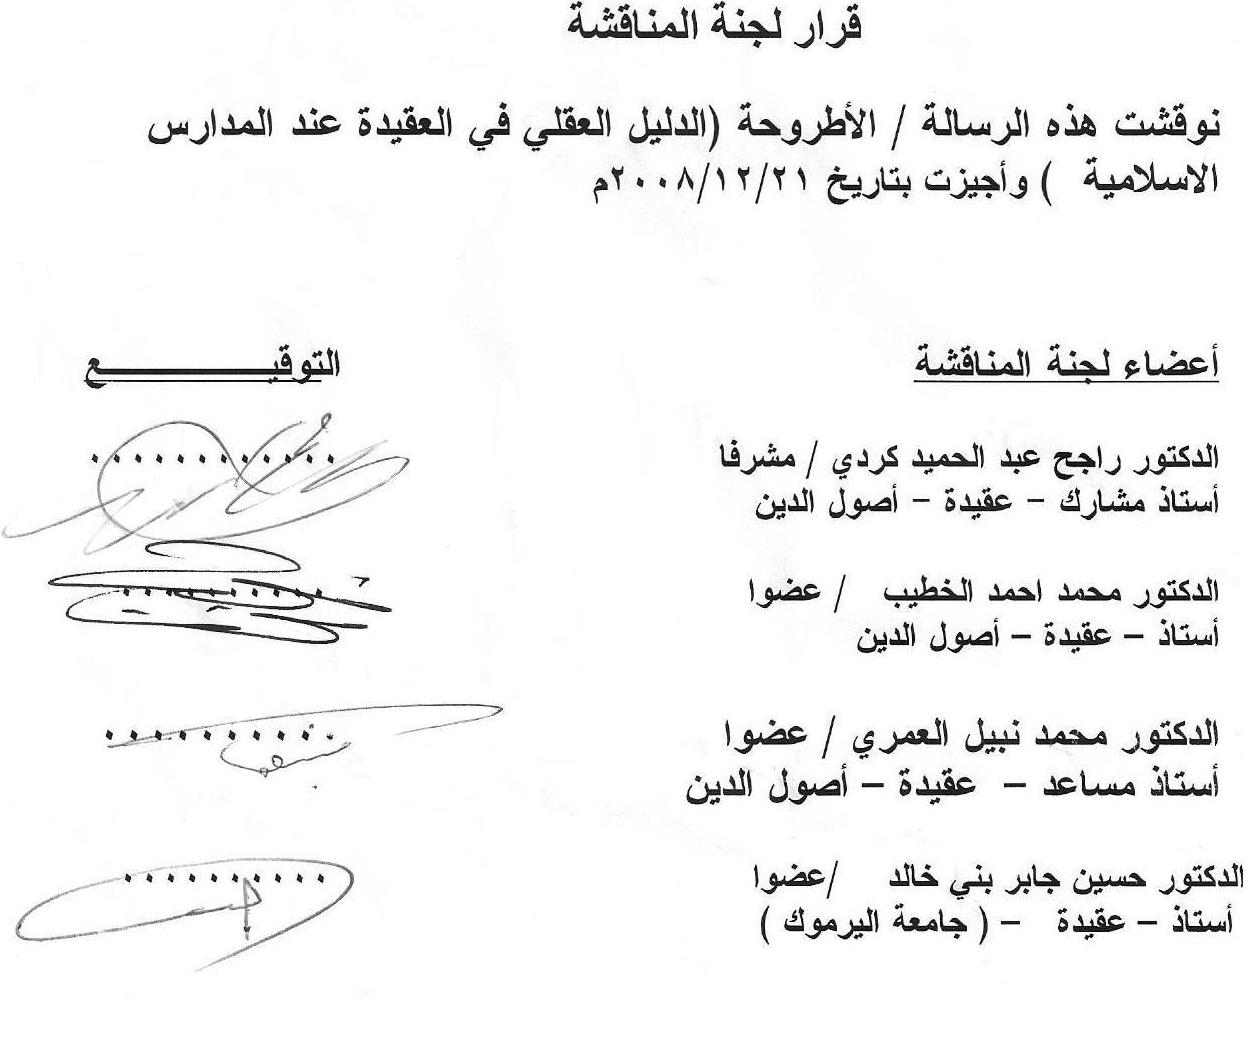 قرار لجنة المناقشة
نوقشت هذه الرسالة / الأطروحة (الدليل العقلي في العقيدة عند المدارس
الاسلامية ) وأجيزت بتاريخ ٢٠٠٨/١٢/٢١م
أعضاء لجنة المناقشة التوقيـــــــــــع
الدكتور راجح عبد الحميد كردي / مشرفا ............
أستاذ مشارك – عقيدة – أصول الدين
الدكتور محمد احمد الخطيب / عضوا ..........
أستاذ – عقيدة – أصول الدين
الدكتور محمد نبيل العمري / عضوا ..........
أستاذ مساعد – عقيدة – أصول الدين
الدكتور حسين جابر بني خالد /عضوا ..........
أستاذ – عقيدة – ( جامعة اليرموك )